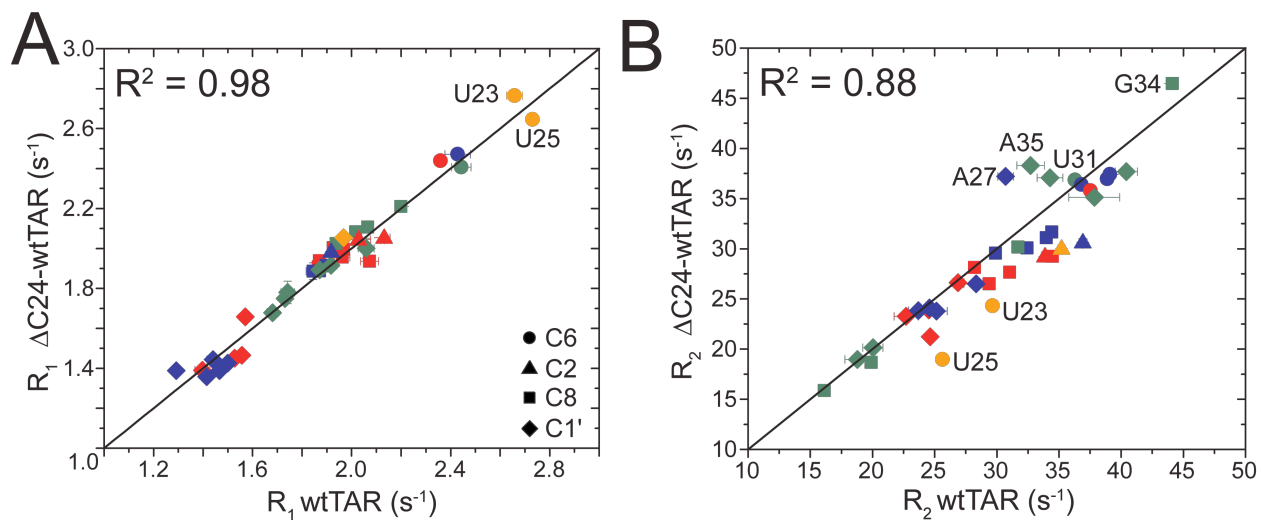 A
R² = 0.98
3.0
2.6
2.2
1.8
1.4
1.0
1.2
1.6
2.0
2.4
2.8
R₁ ΔC24-wtTAR (s⁻¹)
R₁ wtTAR (s⁻¹)
U23
U25
C6
C2
C8
C1'
B
R² = 0.88
50
45
40
35
30
25
20
15
10
10
15
20
25
30
35
40
45
50
R₂ ΔC24-wtTAR (s⁻¹)
R₂ wtTAR (s⁻¹)
G34
A35
U31
A27
U23
U25